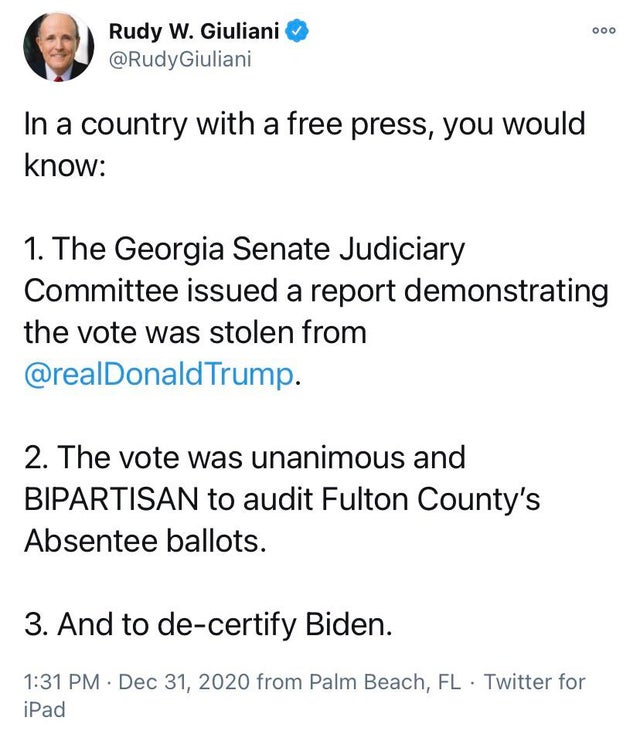 Rudy W. Giuliani
@RudyGiuliani
In a country with a free press, you would
know:
1. The Georgia Senate Judiciary
Committee issued a report demonstrating
the vote was stolen from
@realDonaldTrump.
2. The vote was unanimous and
BIPARTISAN to audit Fulton County’s
Absentee ballots.
3. And to de-certify Biden.
1:31 PM · Dec 31, 2020 from Palm Beach, FL · Twitter for
iPad